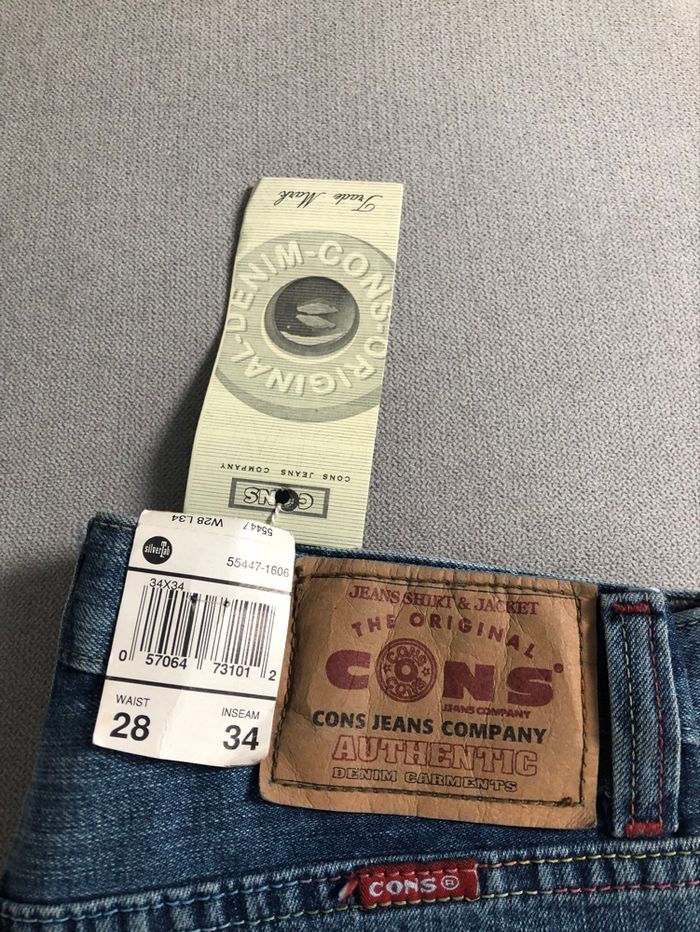 Trade Mark
DENIM-CONS·ORIGINAL·
CONS JEANS COMPANY
CONS
55447
W28 L34
silverTab
55447-1606
34X34
0 57064 73101 2
WAIST
28
INSEAM
34
JEANS SHIRT & JACKET
THE ORIGINAL
CONS
CONS
CONS
JEANS COMPANY
CONS JEANS COMPANY
AUTHENTIC
DENIM GARMENTS
CONS ®